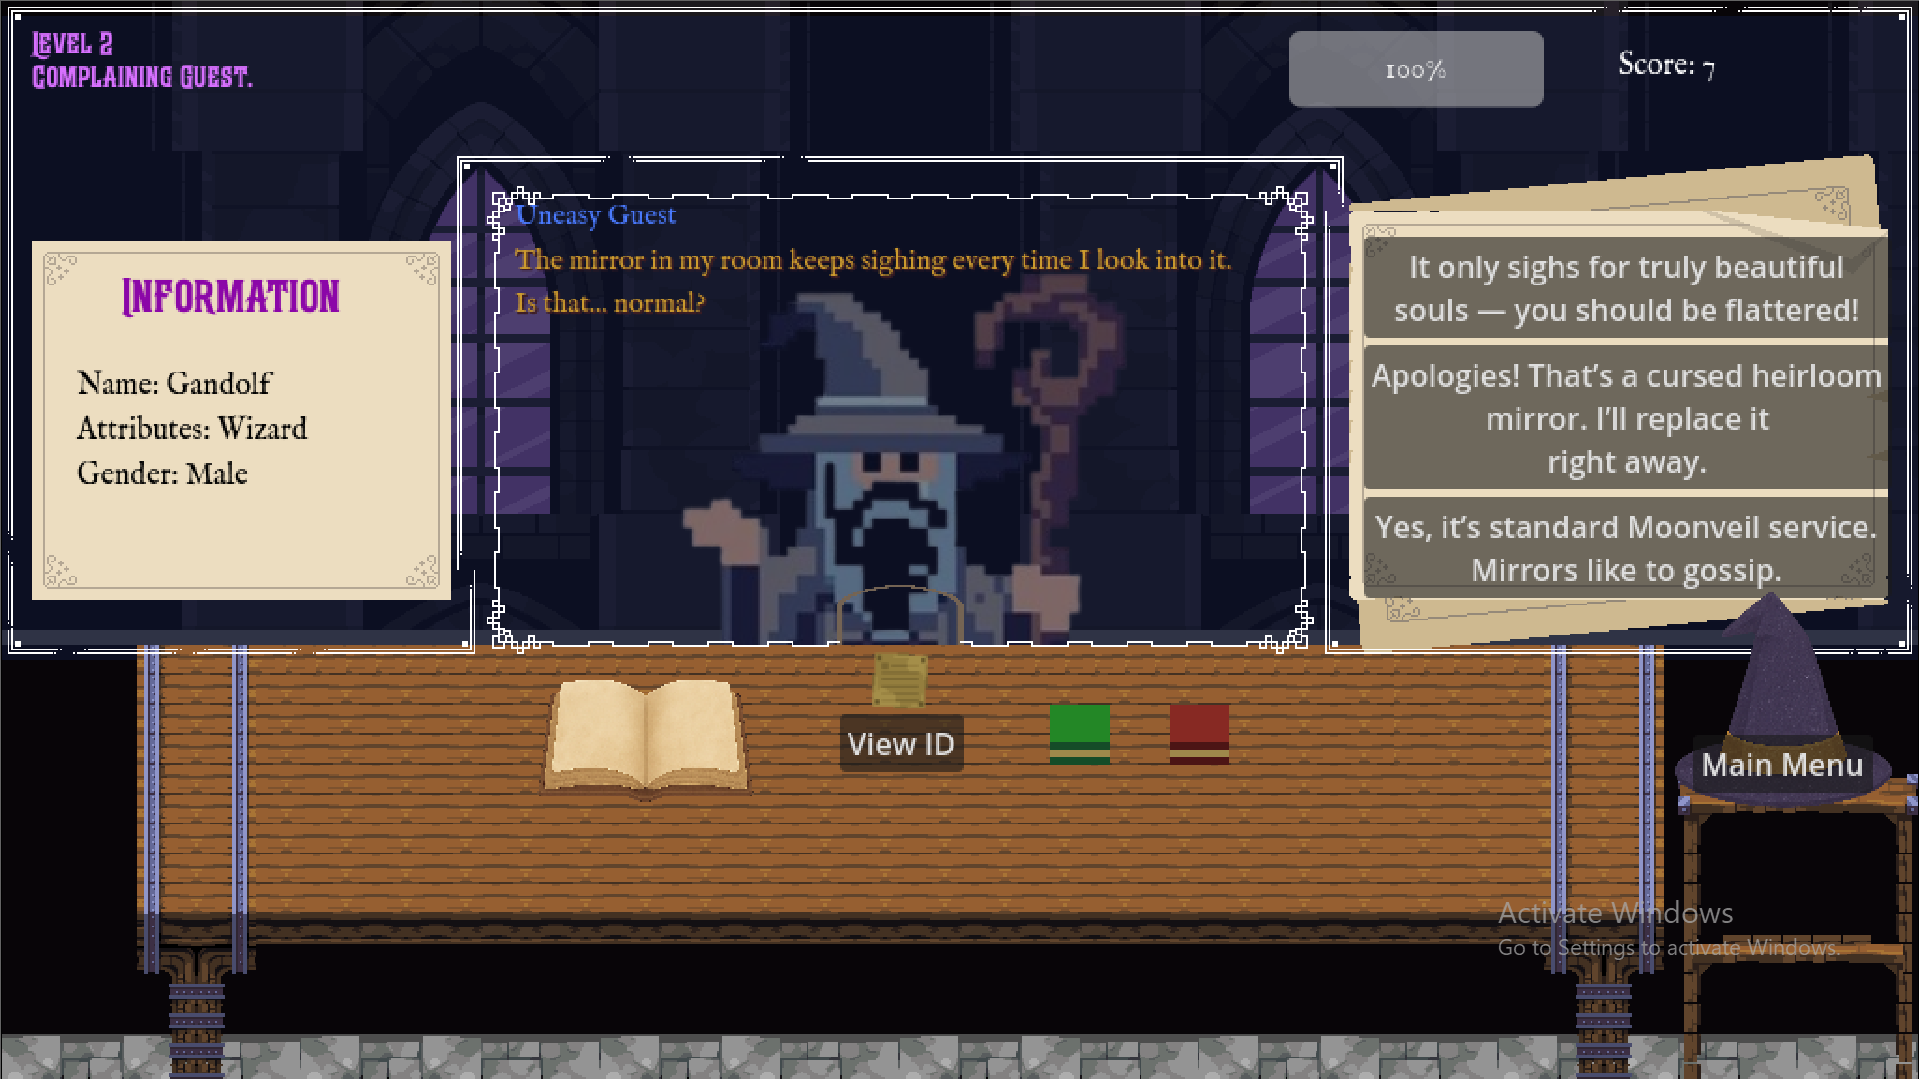 Level 2
Complaining Guest.
100%
Score: 7
Uneasy Guest
The mirror in my room keeps sighing every time I look into it.
Is that... normal?
Information
Name: Gandolf
Attributes: Wizard
Gender: Male
It only sighs for truly beautiful
souls — you should be flattered!
Apologies! That’s a cursed heirloom
mirror. I’ll replace it
right away.
Yes, it’s standard Moonveil service.
Mirrors like to gossip.
View ID
Main Menu
Activate Windows
Go to Settings to activate Windows.